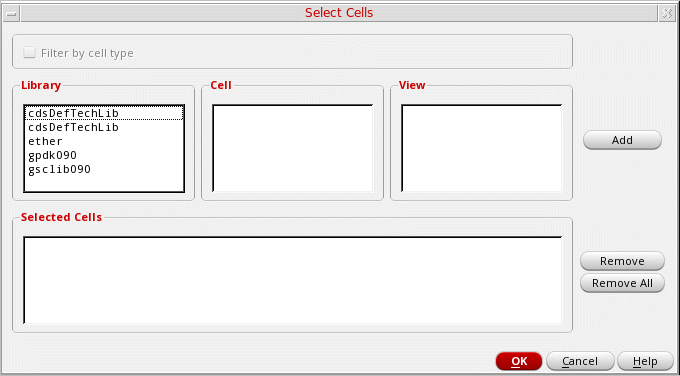 Select Cells
Filter by cell type
Library
Cell
View
cdsDefTechLib
cdsDefTechLib
ether
gpdk090
gsclib090
Add
Selected Cells
Remove
Remove All
OK
Cancel
Help